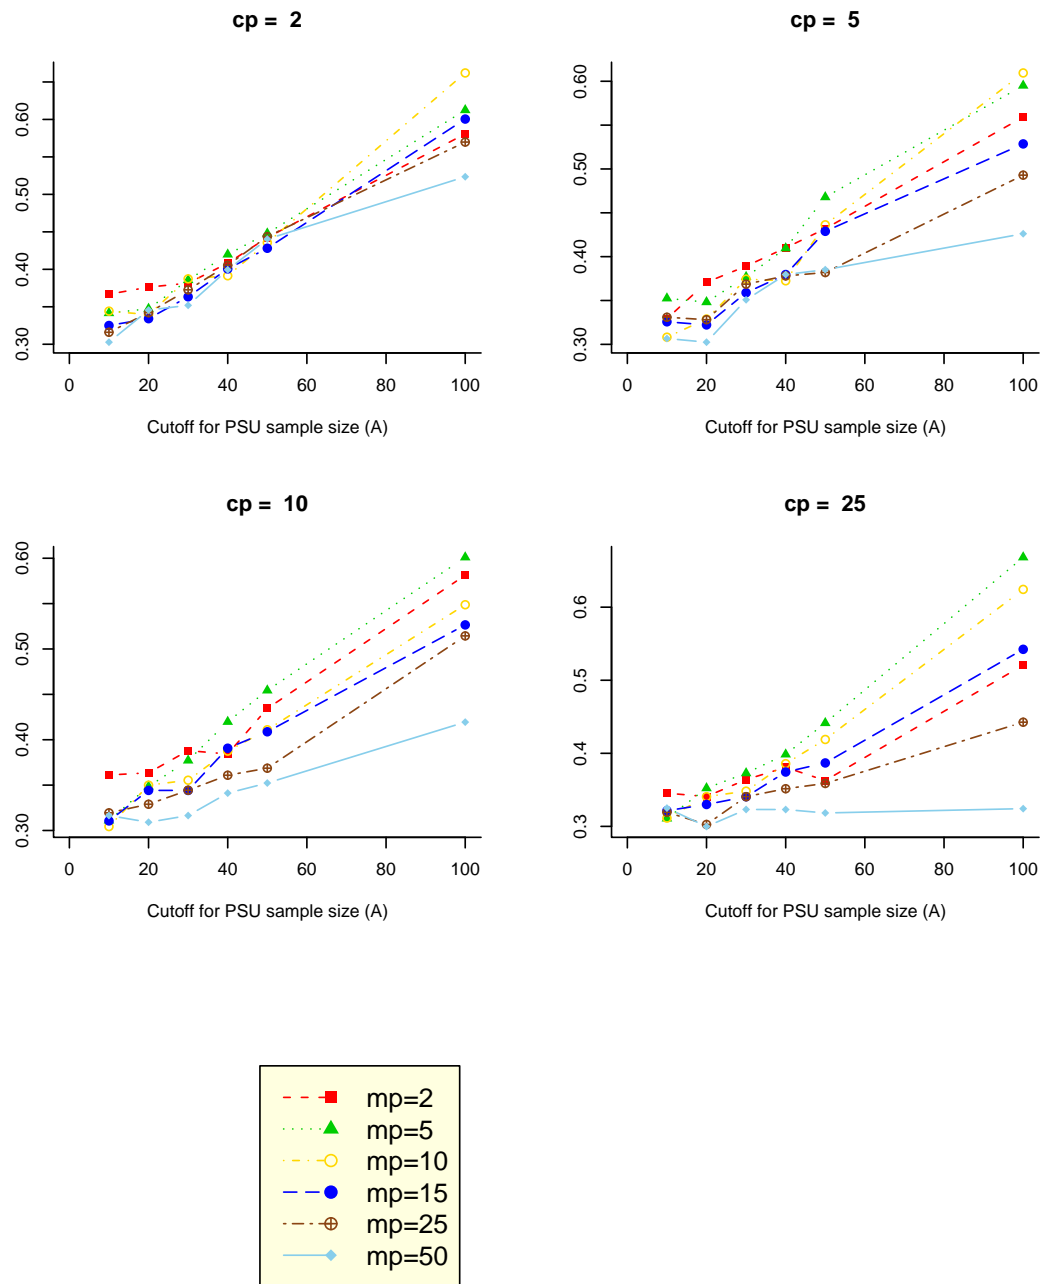 cp = 2
0.30 0.40 0.60
0 20 40 60 80 100
Cutoff for PSU sample size (A)
cp = 5
0.30 0.40 0.50 0.60
0 20 40 60 80 100
Cutoff for PSU sample size (A)
cp = 10
0.30 0.40 0.50 0.60
0 20 40 60 80 100
Cutoff for PSU sample size (A)
cp = 25
0.3 0.4 0.5 0.6
0 20 40 60 80 100
Cutoff for PSU sample size (A)
mp=2
mp=5
mp=10
mp=15
mp=25
mp=50